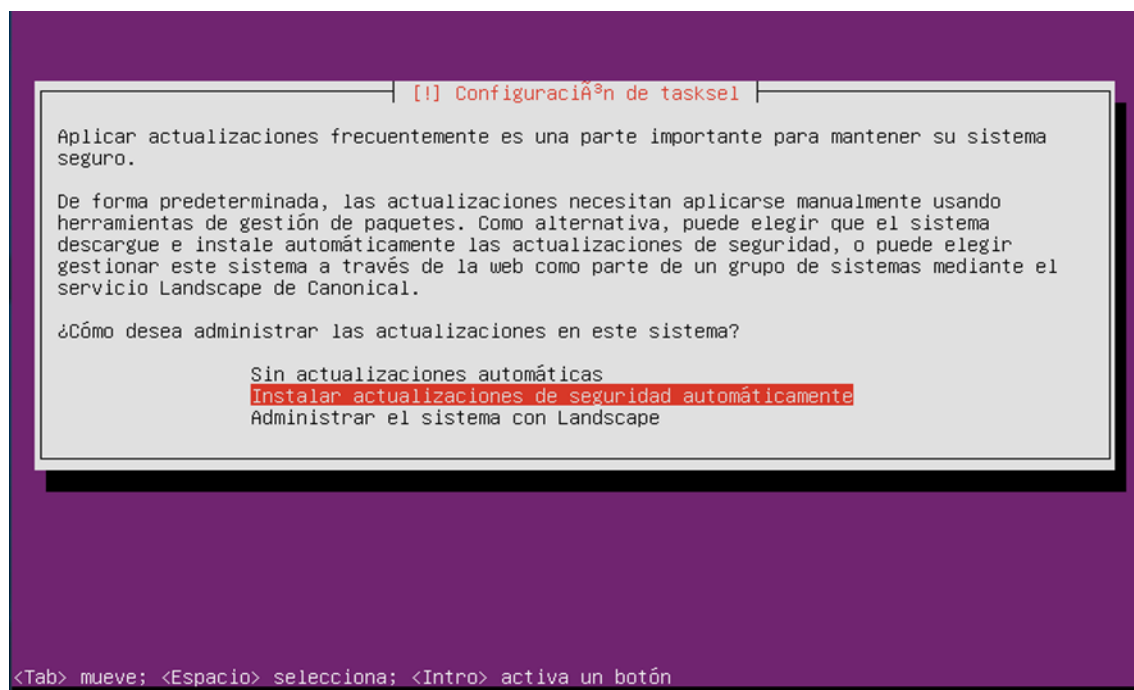 [!] ConfiguraciÃ³n de tasksel
Aplicar actualizaciones frecuentemente es una parte importante para mantener su sistema
seguro.
De forma predeterminada, las actualizaciones necesitan aplicarse manualmente usando
herramientas de gestión de paquetes. Como alternativa, puede elegir que el sistema
descargue e instale automáticamente las actualizaciones de seguridad, o puede elegir
gestionar este sistema a través de la web como parte de un grupo de sistemas mediante el
servicio Landscape de Canonical.
¿Cómo desea administrar las actualizaciones en este sistema?
Sin actualizaciones automáticas
Instalar actualizaciones de seguridad automáticamente
Administrar el sistema con Landscape
<Tab> mueve; <Espacio> selecciona; <Intro> activa un botón